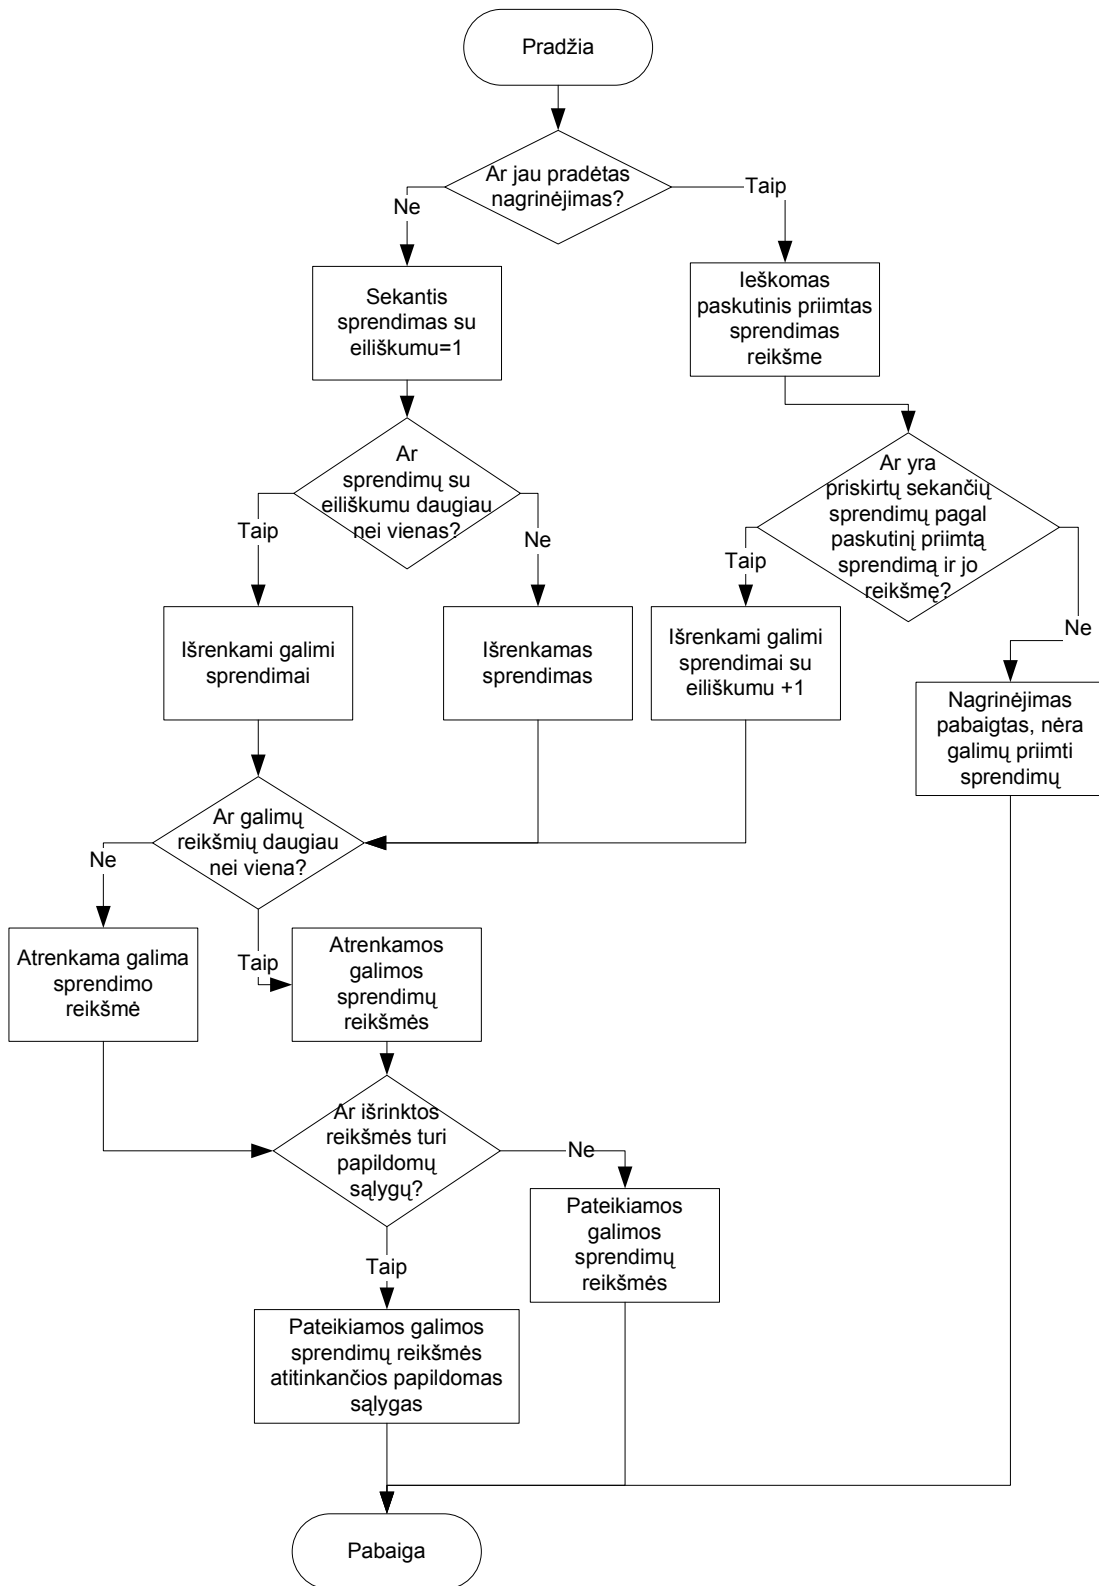 Pradžia
Ar jau pradėtas
nagrinėjimas?
Ne
Taip
Sekantis
sprendimas su
eiliškumu=1
Ieškomas
paskutinis priimtas
sprendimas
reikšme
Ar
sprendimų su
eiliškumu daugiau
nei vienas?
Taip
Ne
Ar yra
priskirtų sekančių
sprendimų pagal
paskutinį priimtą
sprendimą ir jo
reikšmę?
Taip
Ne
Išrenkami galimi
sprendimai
Išrenkamas
sprendimas
Išrenkami galimi
sprendimai su
eiliškumu +1
Nagrinėjimas
pabaigtas, nėra
galimų priimti
sprendimų
Ar galimų
reikšmių daugiau
nei viena?
Ne
Taip
Atrenkama galima
sprendimo
reikšmė
Atrenkamos
galimos
sprendimų
reikšmės
Ar išrinktos
reikšmės turi
papildomų
sąlygų?
Ne
Taip
Pateikiamos
galimos
sprendimų
reikšmės
Pateikiamos galimos
sprendimų reikšmės
atitinkančios papildomas
sąlygas
Pabaiga